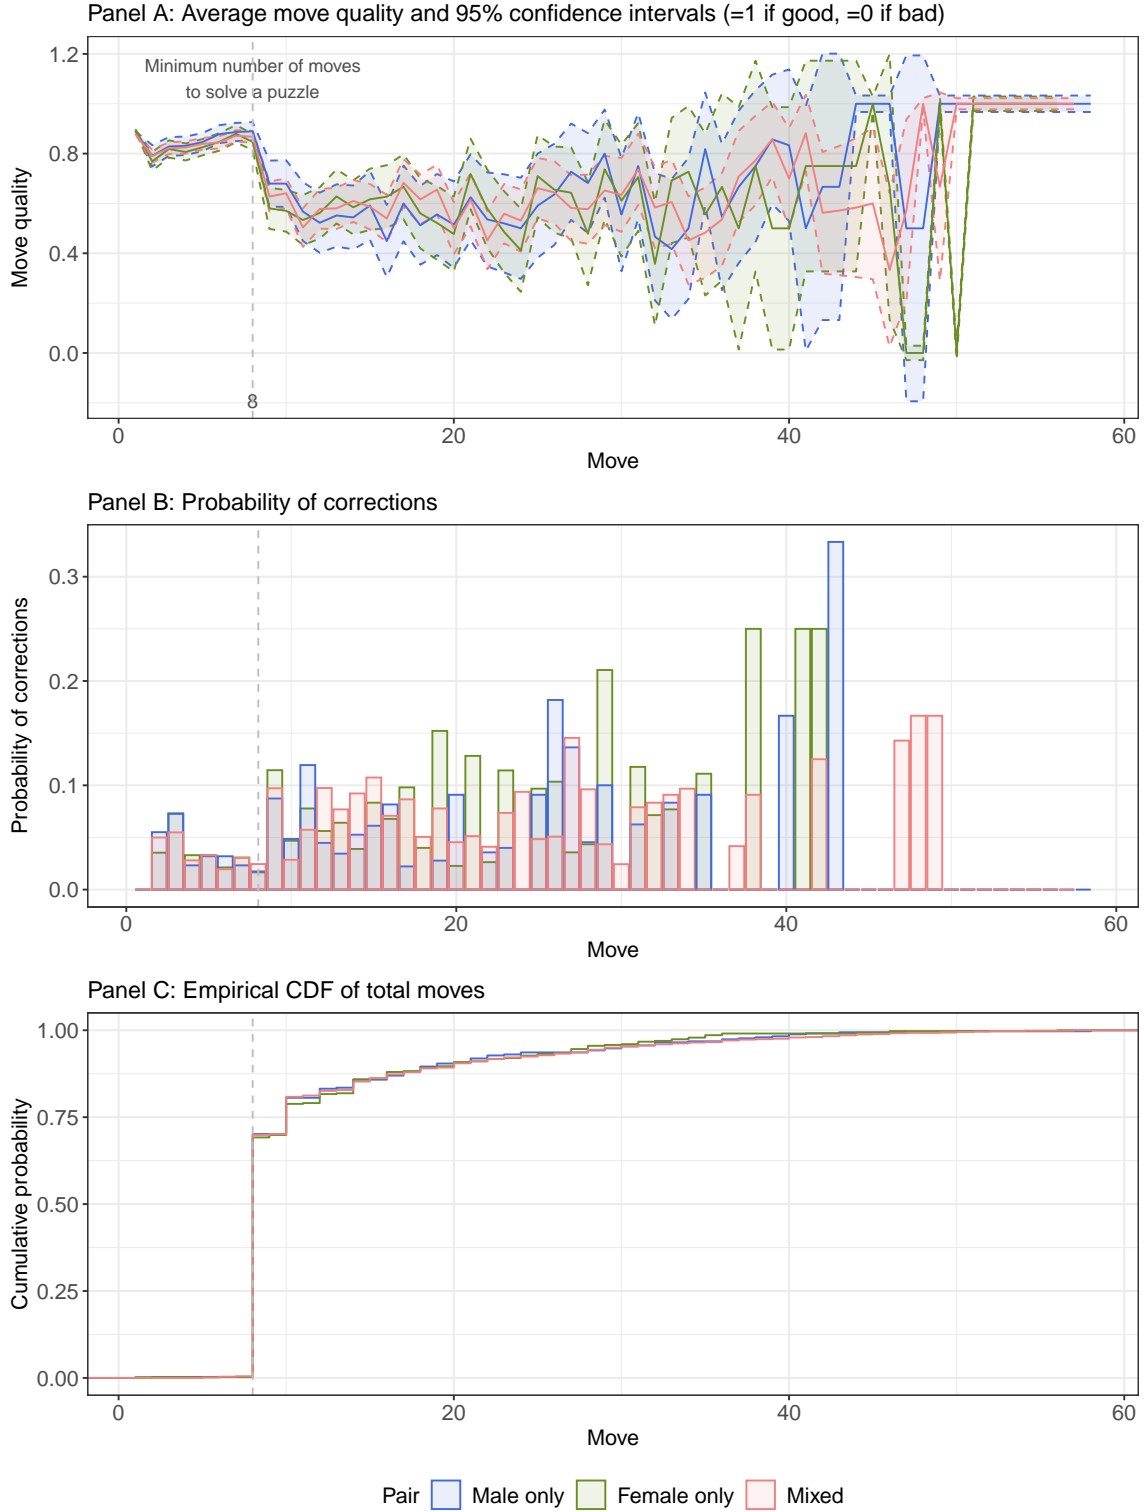 Panel A: Average move quality and 95% confidence intervals (=1 if good, =0 if bad)
1.2
0.8
0.4
0.0
Move quality
Minimum number of moves
to solve a puzzle
8
0 20 40 60
Move
Panel B: Probability of corrections
0.3
0.2
0.1
0.0
Probability of corrections
0 20 40 60
Move
Panel C: Empirical CDF of total moves
1.00
0.75
0.50
0.25
0.00
Cumulative probability
0 20 40 60
Move
Pair Male only Female only Mixed